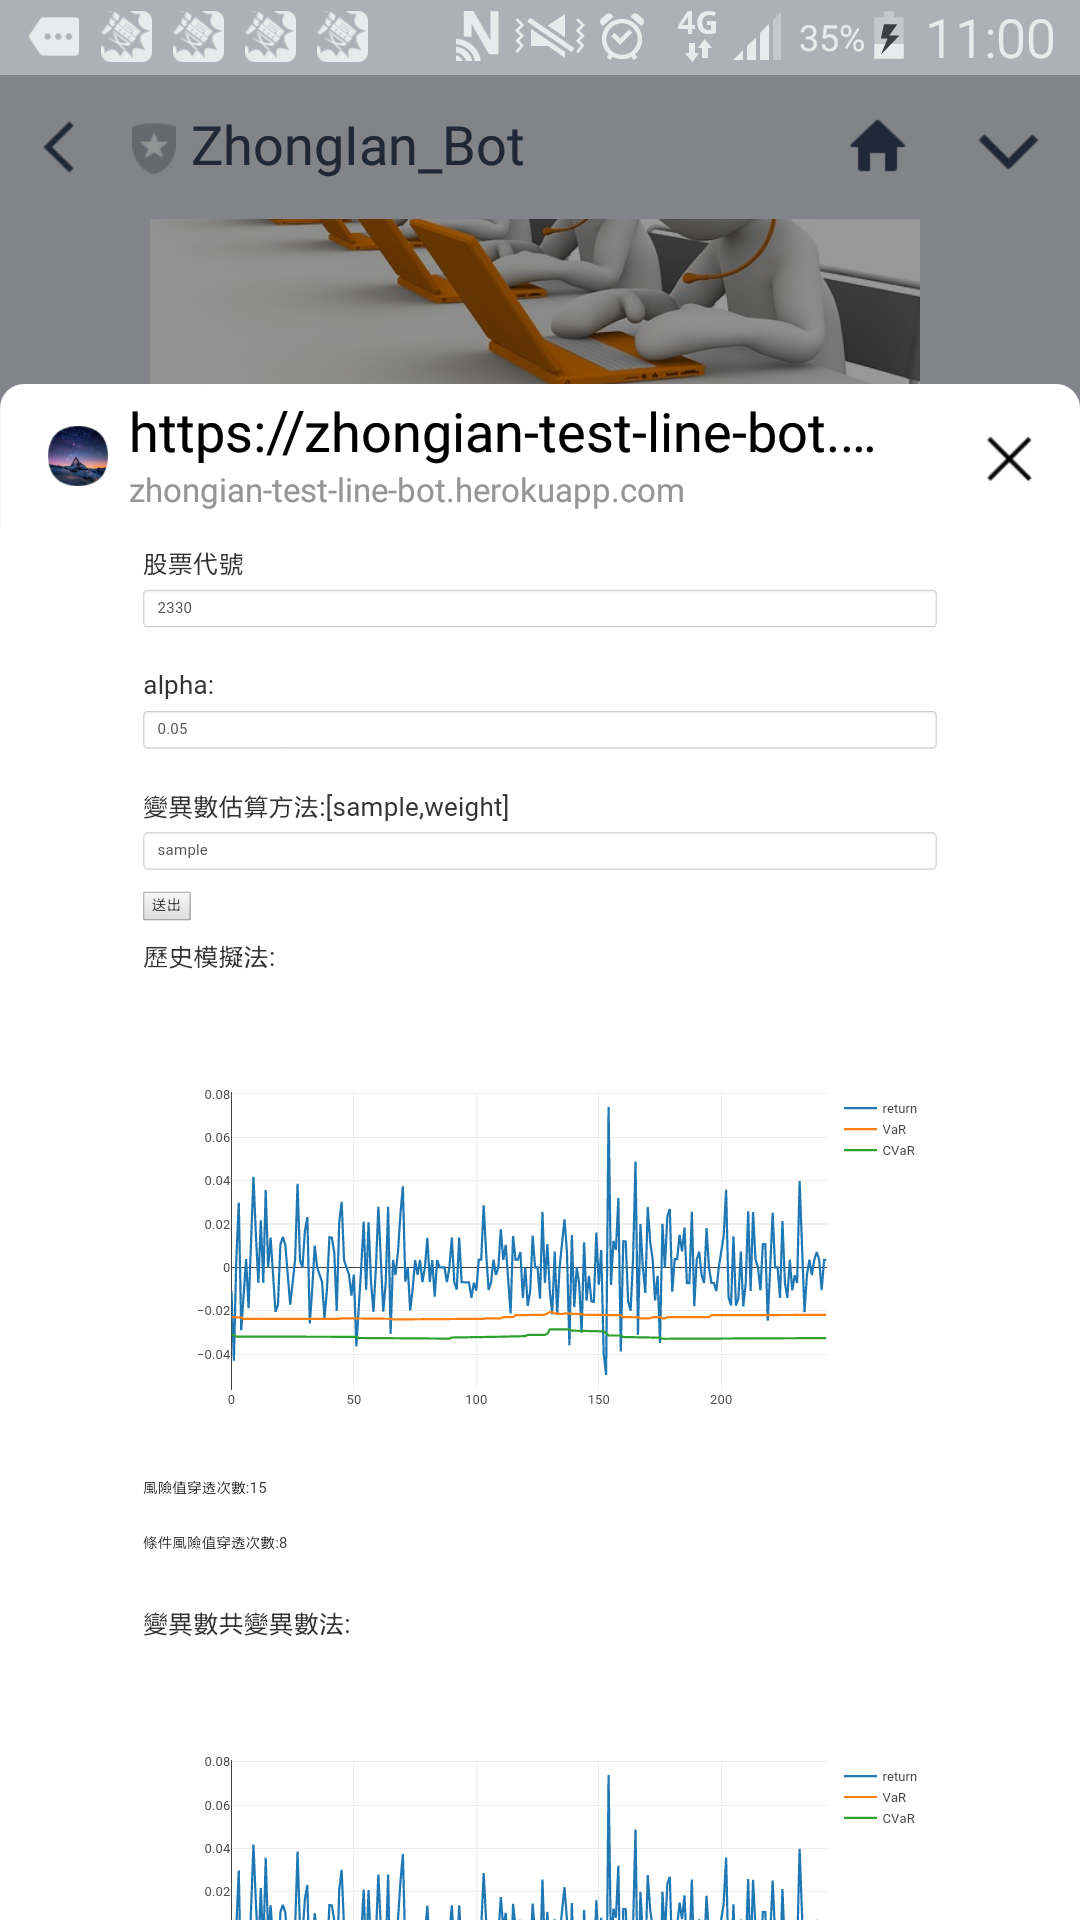 4G 35% 11:00
ZhongIan_Bot
https://zhongian-test-line-bot.…
zhongian-test-line-bot.herokuapp.com
股票代號
2330
alpha:
0.05
變異數估算方法:[sample,weight]
sample
送出
歷史模擬法:
0.08
0.06
0.04
0.02
0
−0.02
−0.04
0 50 100 150 200
return
VaR
CVaR
風險值穿透次數:15
條件風險值穿透次數:8
變異數共變異數法:
0.08
0.06
0.04
0.02
return
VaR
CVaR